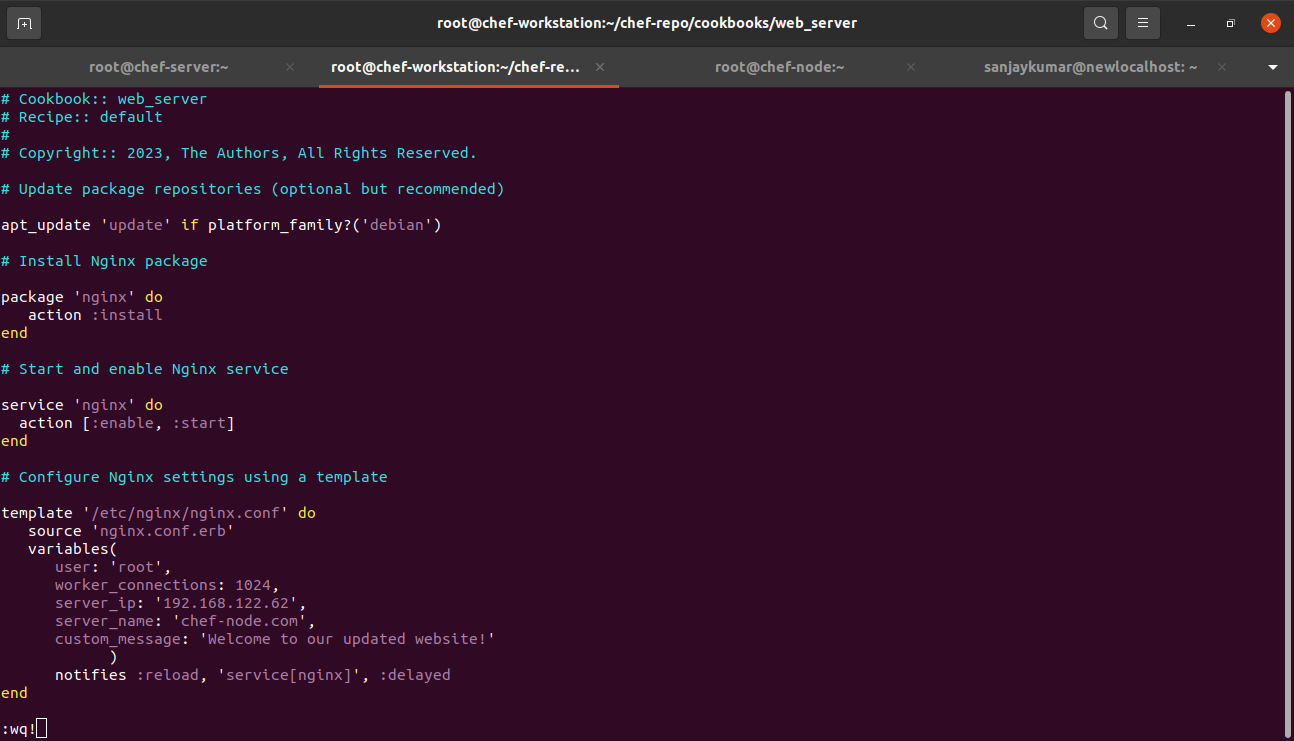 root@chef-workstation:~/chef-repo/cookbooks/web_server
root@chef-server:~
root@chef-workstation:~/chef-re...
root@chef-node:~
sanjaykumar@newlocalhost: ~
# Cookbook:: web_server
# Recipe:: default
#
# Copyright:: 2023, The Authors, All Rights Reserved.
# Update package repositories (optional but recommended)
apt_update 'update' if platform_family?('debian')
# Install Nginx package
package 'nginx' do
   action :install
end
# Start and enable Nginx service
service 'nginx' do
  action [:enable, :start]
end
# Configure Nginx settings using a template
template '/etc/nginx/nginx.conf' do
   source 'nginx.conf.erb'
   variables(
      user: 'root',
      worker_connections: 1024,
      server_ip: '192.168.122.62',
      server_name: 'chef-node.com',
      custom_message: 'Welcome to our updated website!'
            )
      notifies :reload, 'service[nginx]', :delayed
end
:wq!